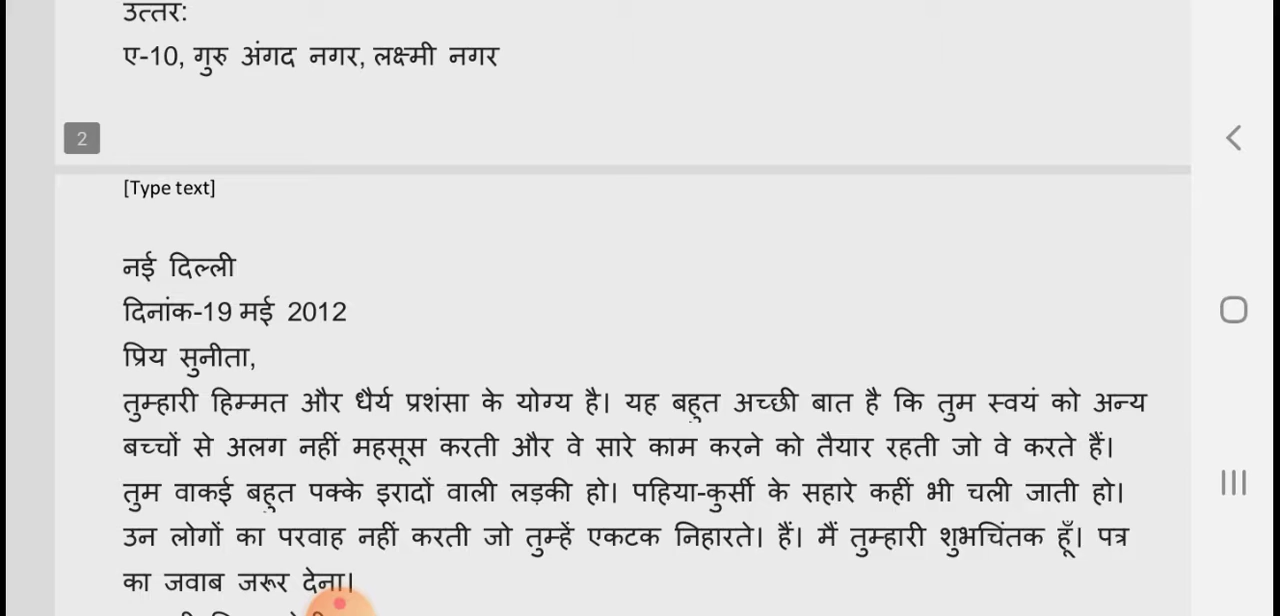 उत्तर:
ए-10, गुरु अंगद नगर, लक्ष्मी नगर
2
[Type text]
नई दिल्ली
दिनांक-19 मई 2012
प्रिय सुनीता,
तुम्हारी हिम्मत और धैर्य प्रशंसा के योग्य है। यह बहुत अच्छी बात है कि तुम स्वयं को अन्य
बच्चों से अलग नहीं महसूस करती और वे सारे काम करने को तैयार रहती जो वे करते हैं।
तुम वाकई बहुत पक्के इरादों वाली लड़की हो। पहिया-कुर्सी के सहारे कहीं भी चली जाती हो।
उन लोगों का परवाह नहीं करती जो तुम्हें एकटक निहारते। हैं। मैं तुम्हारी शुभचिंतक हूँ। पत्र
का जवाब जरूर देना।